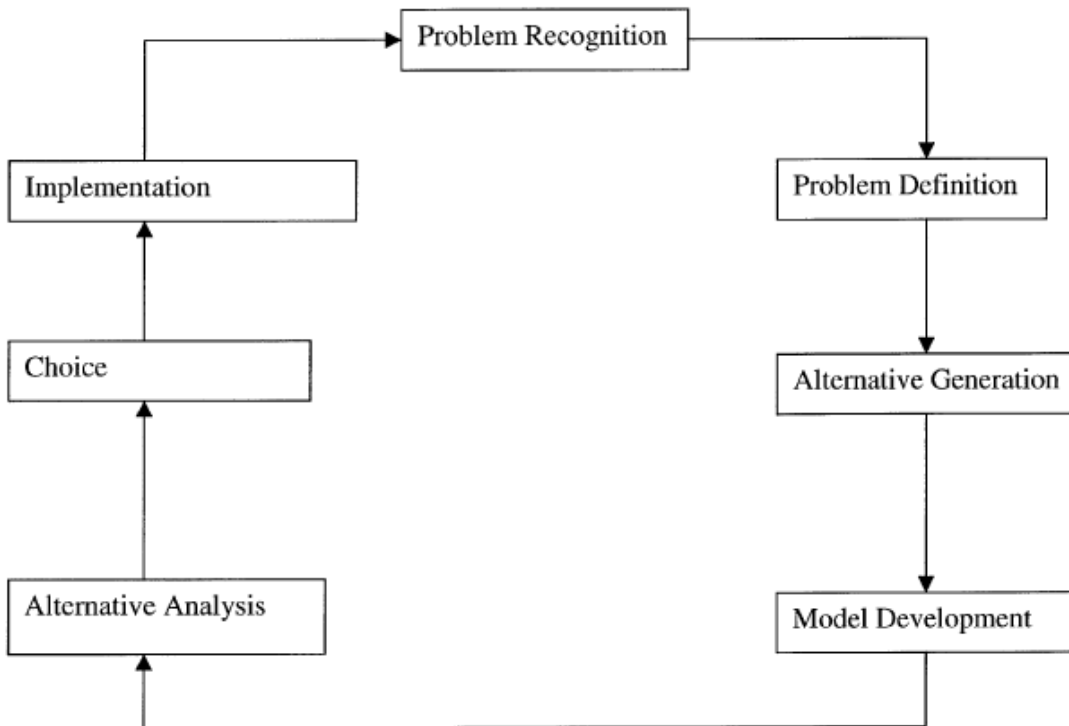 Problem Recognition
Implementation
Problem Definition
Choice
Alternative Generation
Alternative Analysis
Model Development